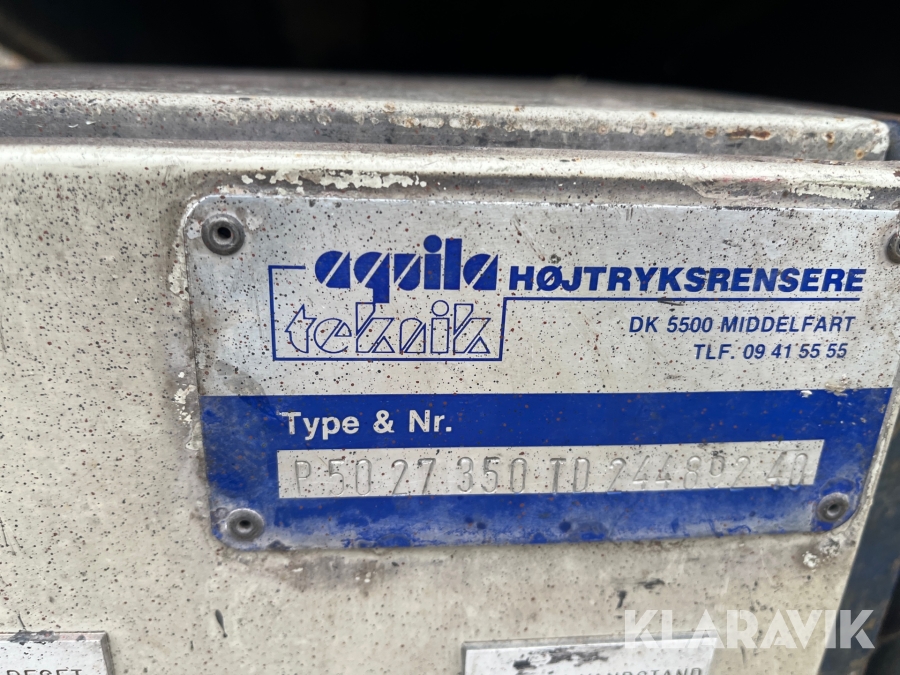 aquila
teknik
HØJTRYKSRENSERE
DK 5500 MIDDELFART
TLF. 09 41 55 55
Type & Nr.
P 50 27 350 TD 244892 40
KLARAVIK